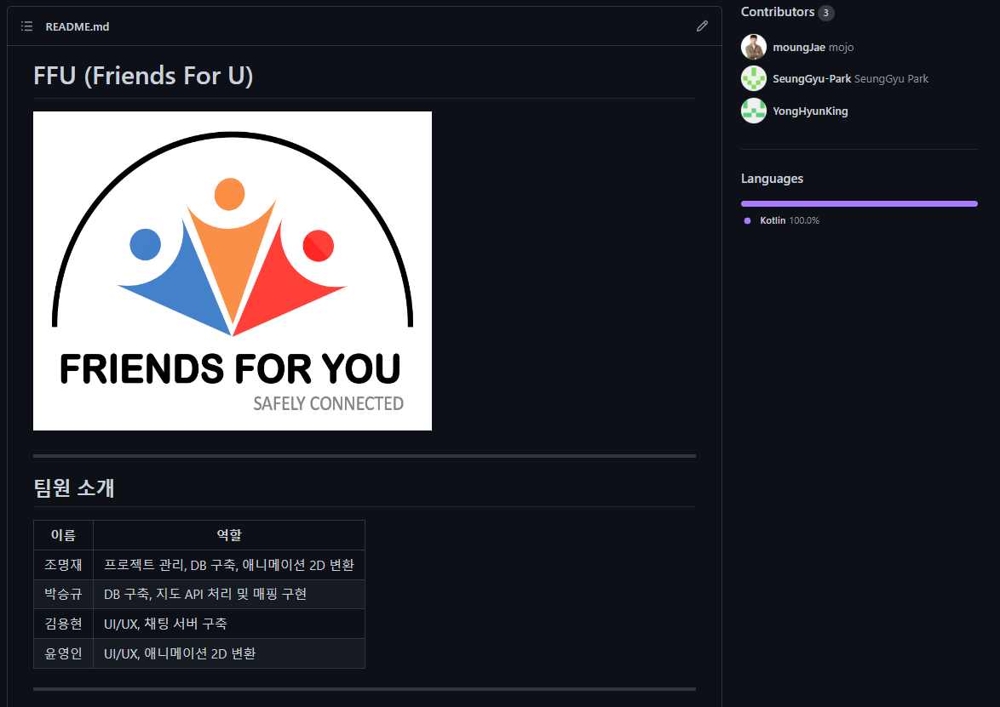 README.md
FFU (Friends For U)
FRIENDS FOR YOU
SAFELY CONNECTED
팀원 소개
이름 역할
조명재 프로젝트 관리, DB 구축, 애니메이션 2D 변환
박승규 DB 구축, 지도 API 처리 및 매핑 구현
김용현 UI/UX, 채팅 서버 구축
윤영인 UI/UX, 애니메이션 2D 변환
Contributors 3
moungJae mojo
SeungGyu-Park SeungGyu Park
YongHyunKing
Languages
Kotlin 100.0%